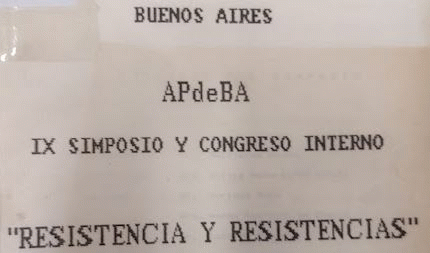 BUENOS AIRES
APdeBA
IX SIMPOSIO Y CONGRESO INTERNO
"RESISTENCIA Y RESISTENCIAS"